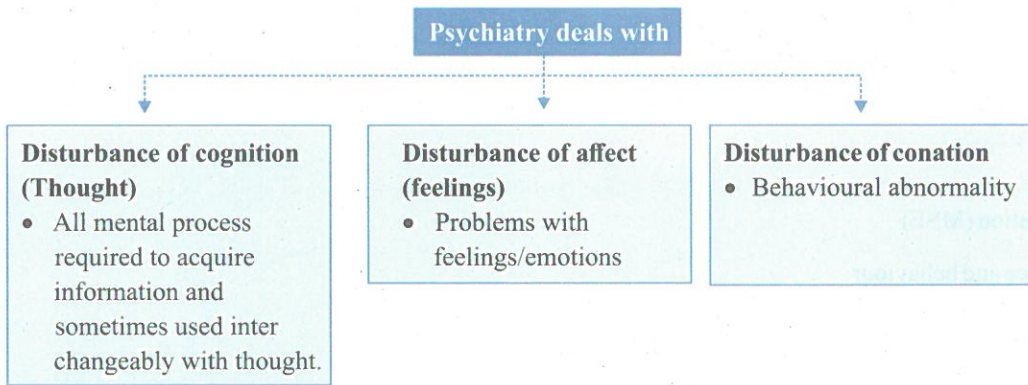 Psychiatry deals with
Disturbance of cognition
(Thought)
• All mental process
required to acquire
information and
sometimes used inter
changeably with thought.
Disturbance of affect
(feelings)
• Problems with
feelings/emotions
Disturbance of conation
• Behavioural abnormality